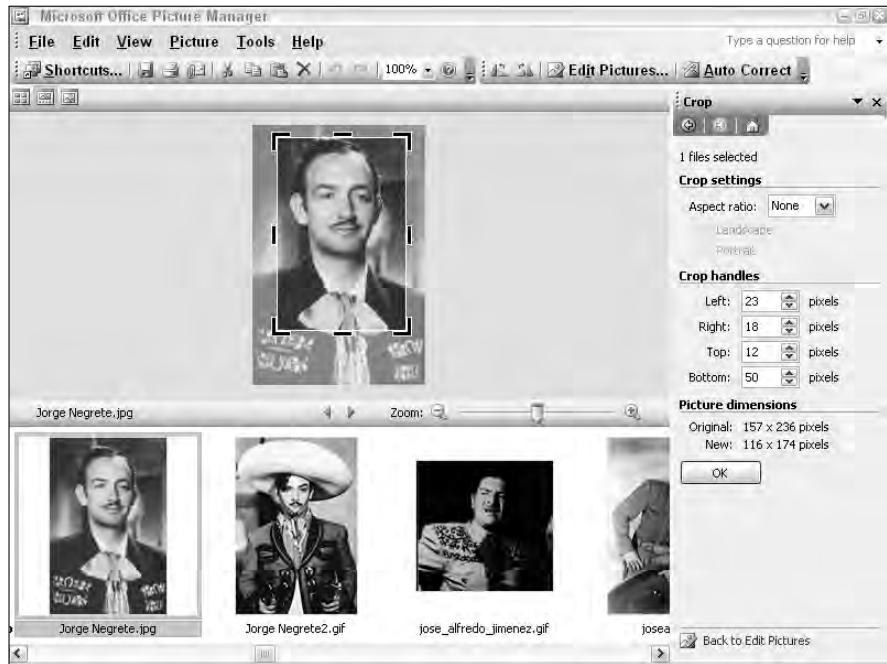 Microsoft Office Picture Manager
File Edit View Picture Tools Help
Type a question for help
Shortcuts... 100% Edit Pictures... Auto Correct
Crop
1 files selected
Crop settings
Aspect ratio: None
Landscape
Portrait
Crop handles
Left: 23 pixels
Right: 18 pixels
Top: 12 pixels
Bottom: 50 pixels
Picture dimensions
Original: 157 x 236 pixels
New: 116 x 174 pixels
OK
Jorge Negrete.jpg Zoom:
Jorge Negrete.jpg Jorge Negrete2.gif jose_alfredo_jimenez.gif josea
Back to Edit Pictures